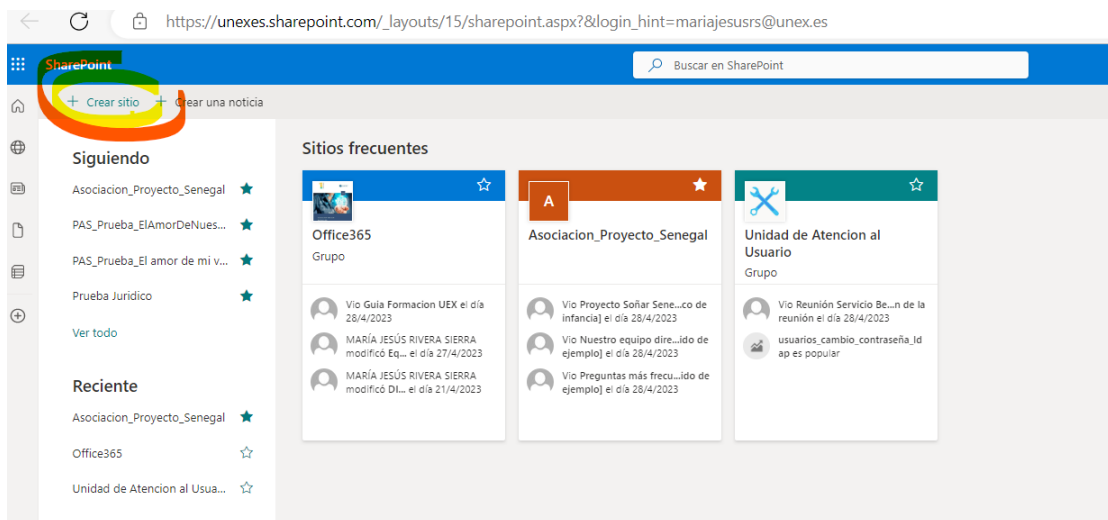 https://unexes.sharepoint.com/_layouts/15/sharepoint.aspx?&login_hint=mariajesusrs@unex.es
SharePoint
Buscar en SharePoint
+ Crear sitio
+ Crear una noticia
Siguiendo
Asociacion_Proyecto_Senegal
PAS_Prueba_ElAmorDeNues...
PAS_Prueba_El amor de mi v...
Prueba Juridico
Ver todo
Reciente
Asociacion_Proyecto_Senegal
Office365
Unidad de Atencion al Usua...
Sitios frecuentes
Office365
Grupo
Vio Guia Formacion UEX el día
28/4/2023
MARÍA JESÚS RIVERA SIERRA
modificó Eq... el día 27/4/2023
MARÍA JESÚS RIVERA SIERRA
modificó DI... el día 21/4/2023
A
Asociacion_Proyecto_Senegal
Vio Proyecto Soñar Sene...co de
infancia] el día 28/4/2023
Vio Nuestro equipo dire...ido de
ejemplo] el día 28/4/2023
Vio Preguntas más frecu...ido de
ejemplo] el día 28/4/2023
Unidad de Atencion al
Usuario
Grupo
Vio Reunión Servicio Be...n de la
reunión el día 28/4/2023
usuarios_cambio_contraseña_ld
ap es popular